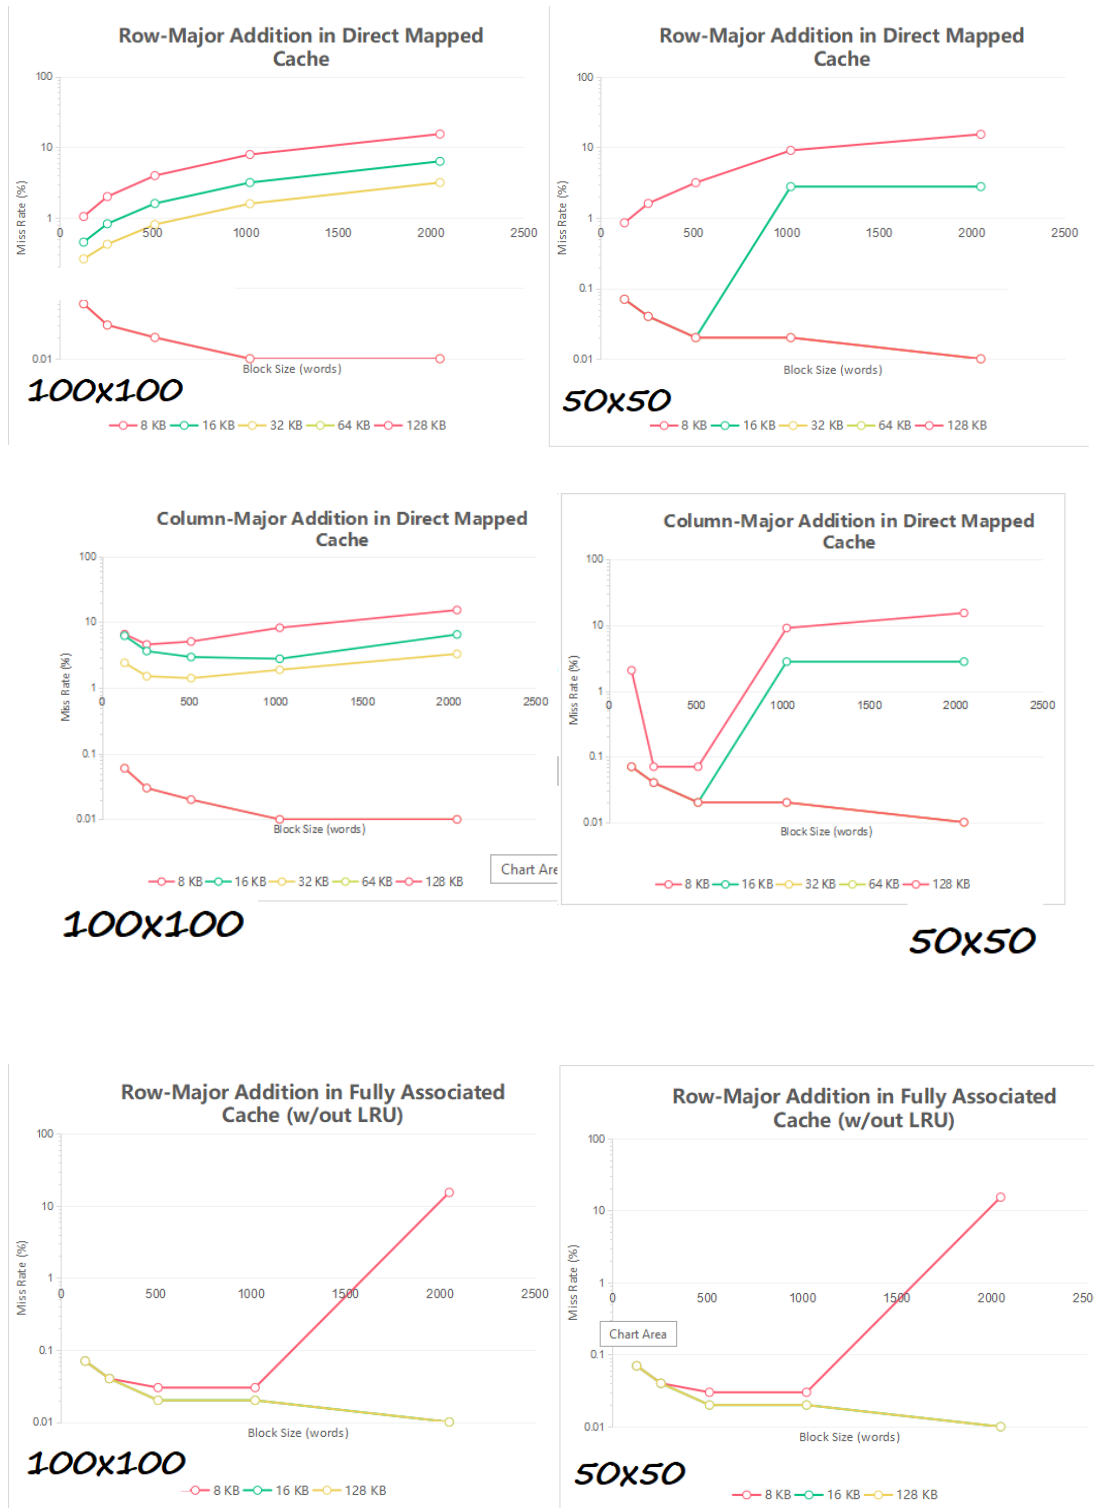 Row-Major Addition in Direct Mapped
Cache
100
10
1
0.01
Miss Rate (%)
0
500
1000
1500
2000
2500
Block Size (words)
100x100
8 KB
16 KB
32 KB
64 KB
128 KB
Row-Major Addition in Direct Mapped
Cache
100
10
1
0.1
0.01
Miss Rate (%)
0
500
1000
1500
2000
2500
Block Size (words)
50x50
8 KB
16 KB
32 KB
64 KB
128 KB
Column-Major Addition in Direct Mapped
Cache
100
10
1
0.1
0.01
Miss Rate (%)
0
500
1000
1500
2000
2500
Block Size (words)
Chart Are
8 KB
16 KB
32 KB
64 KB
128 KB
100x100
Column-Major Addition in Direct Mapped
Cache
100
10
1
0.1
0.01
Miss Rate (%)
0
500
1000
1500
2000
2500
Block Size (words)
8 KB
16 KB
32 KB
64 KB
128 KB
50x50
Row-Major Addition in Fully Associated
Cache (w/out LRU)
100
10
1
0.1
0.01
Miss Rate (%)
0
500
1000
1500
2000
2500
Block Size (words)
100x100
8 KB
16 KB
128 KB
Row-Major Addition in Fully Associated
Cache (w/out LRU)
100
10
1
0.1
0.01
Miss Rate (%)
0
500
1000
1500
2000
250
Chart Area
Block Size (words)
50x50
8 KB
16 KB
128 KB